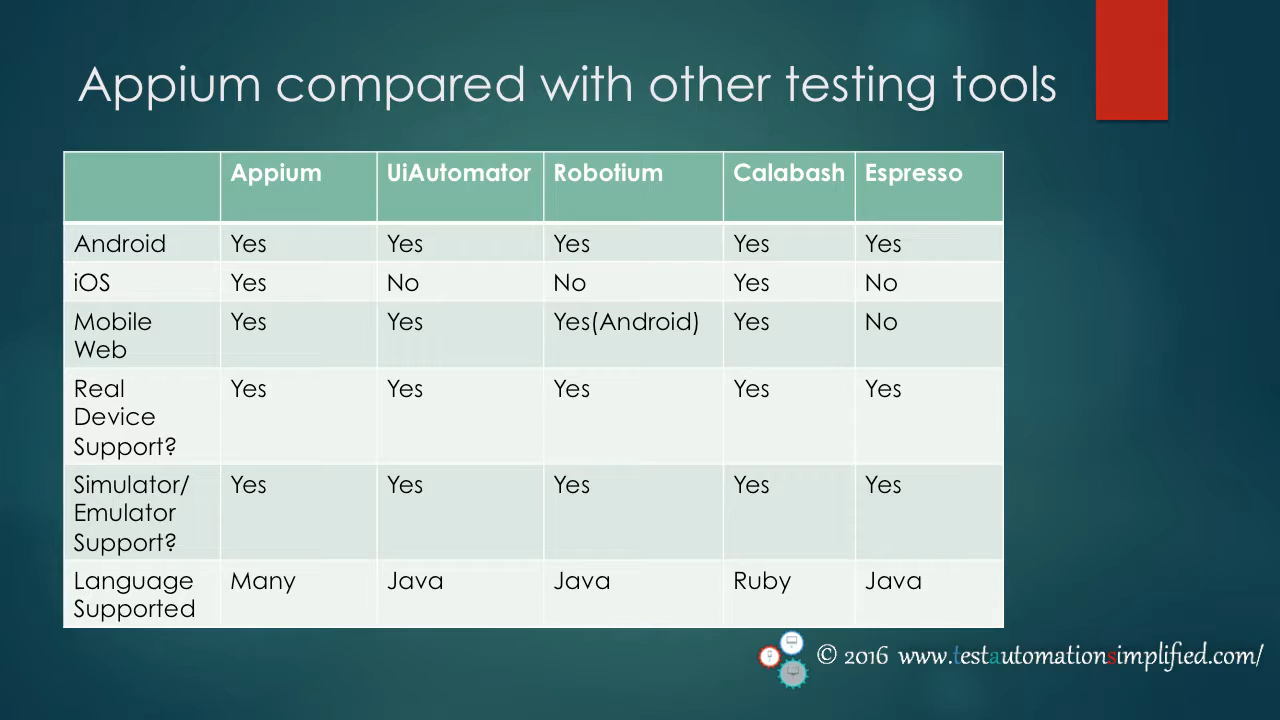 Appium compared with other testing tools
Appium UiAutomator Robotium Calabash Espresso
Android Yes Yes Yes Yes Yes
iOS Yes No No Yes No
Mobile Yes Yes Yes(Android) Yes No
Web
Real Yes Yes Yes Yes Yes
Device
Support?
Simulator/ Yes Yes Yes Yes Yes
Emulator
Support?
Language Many Java Java Ruby Java
Supported
© 2016 www.testautomationsimplified.com/